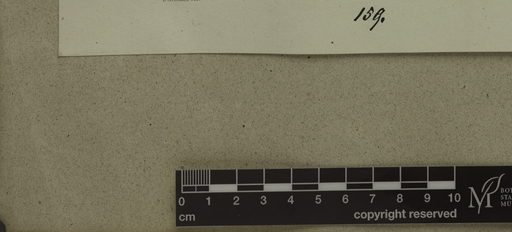 159.
0 1 2 3 4 5 6 7 8 9 10
cm
copyright reserved
M